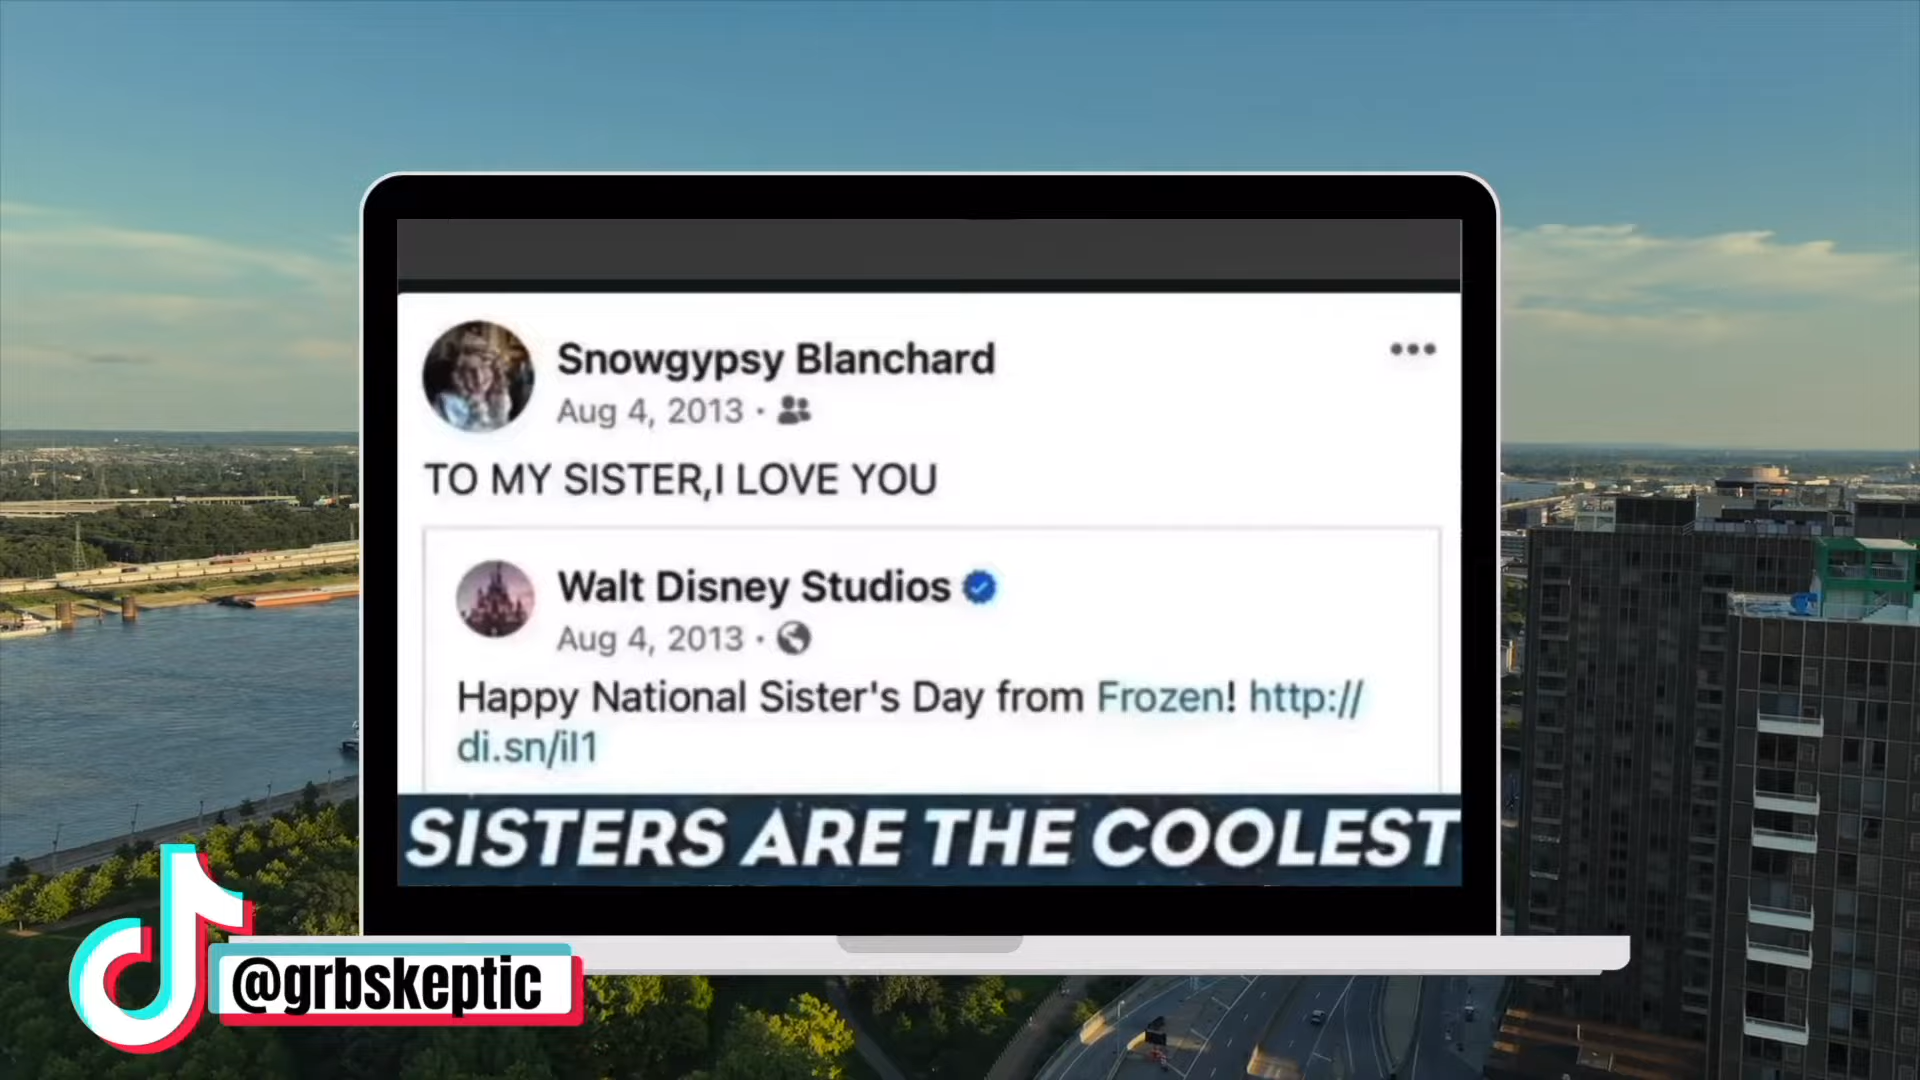 Snowgypsy Blanchard
Aug 4, 2013 ·
TO MY SISTER,I LOVE YOU
Walt Disney Studios
Aug 4, 2013 ·
Happy National Sister's Day from Frozen! http://
di.sn/iI1
SISTERS ARE THE COOLEST
@grbskeptic